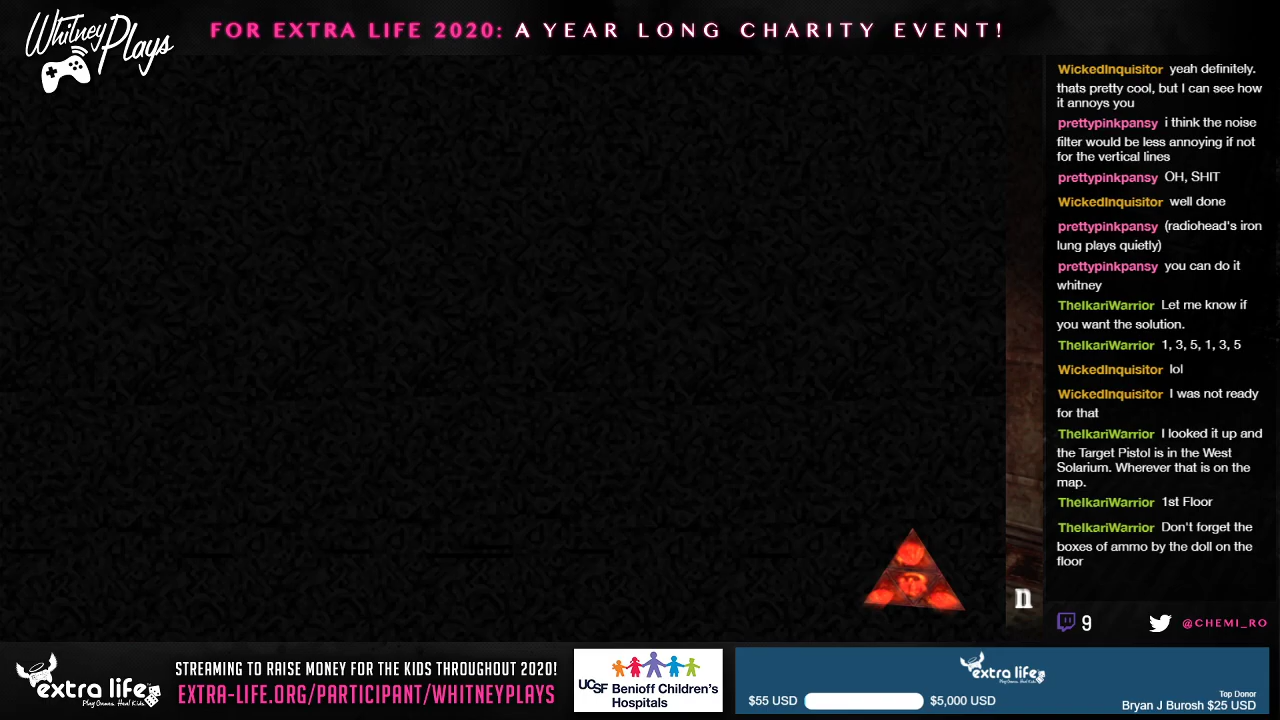 Whitney Plays
FOR EXTRA LIFE 2020: A YEAR LONG CHARITY EVENT!
WickedInquisitor yeah definitely.
thats pretty cool, but I can see how
it annoys you
prettypinkpansy i think the noise
filter would be less annoying if not
for the vertical lines
prettypinkpansy OH, SHIT
WickedInquisitor well done
prettypinkpansy (radiohead's iron
lung plays quietly)
prettypinkpansy you can do it
whitney
TheIkariWarrior Let me know if
you want the solution.
TheIkariWarrior 1, 3, 5, 1, 3, 5
WickedInquisitor lol
WickedInquisitor I was not ready
for that
TheIkariWarrior I looked it up and
the Target Pistol is in the West
Solarium. Wherever that is on the
map.
TheIkariWarrior 1st Floor
TheIkariWarrior Don't forget the
boxes of ammo by the doll on the
floor
n
9 @CHEMI_RO
extra life
Play Games. Heal Kids.
STREAMING TO RAISE MONEY FOR THE KIDS THROUGHOUT 2020!
EXTRA-LIFE.ORG/PARTICIPANT/WHITNEYPLAYS
UCSF Benioff Children's
Hospitals
extra life
Play Games. Heal Kids.
$55 USD $5,000 USD
Top Donor
Bryan J Burosh $25 USD